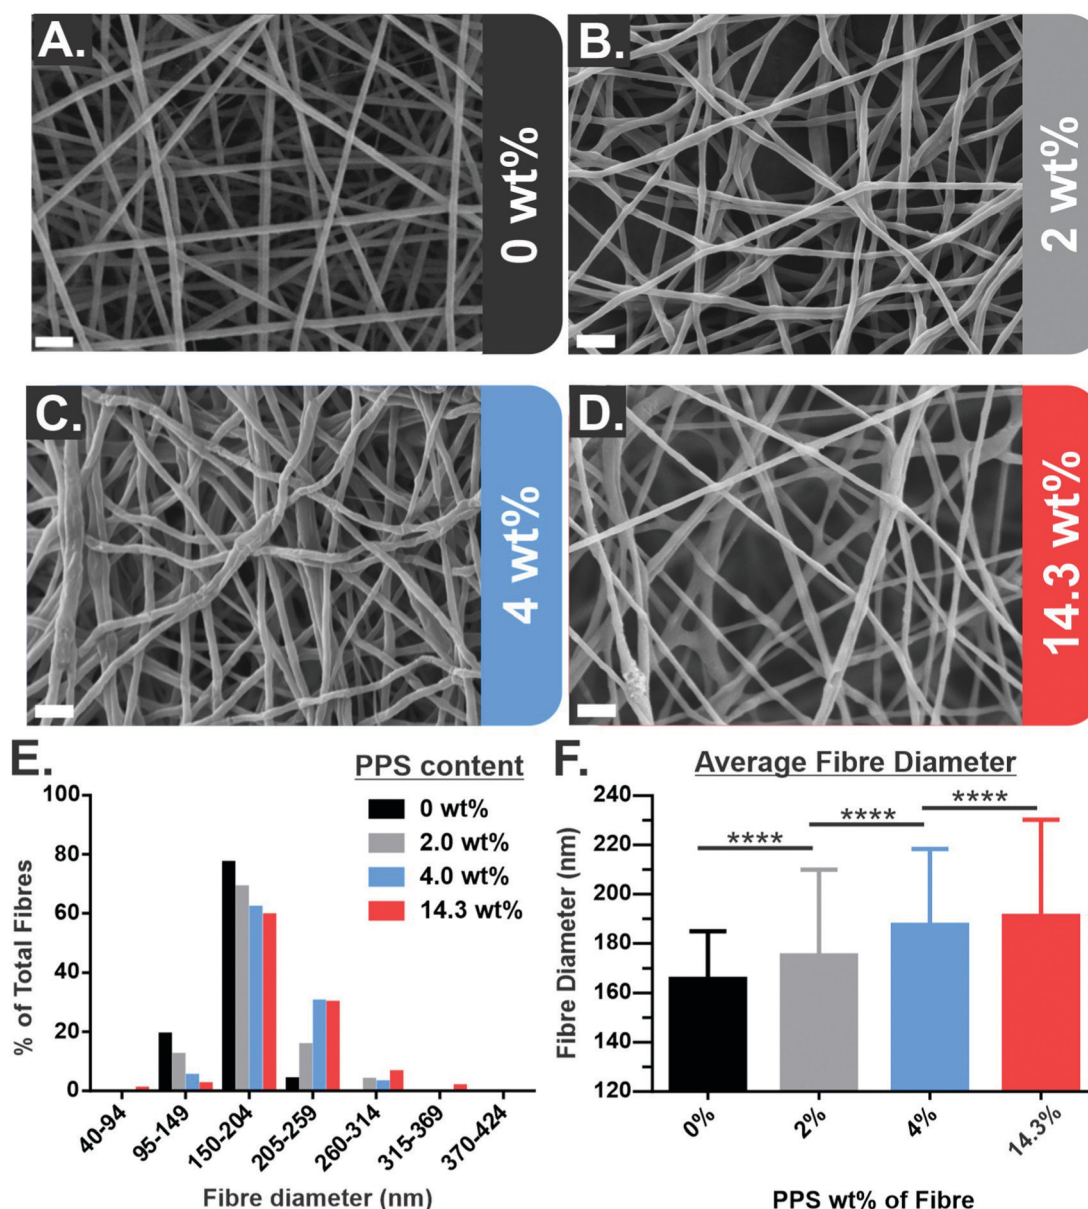 A.
0 wt%
B.
2 wt%
C.
4 wt%
D.
14.3 wt%
E.
PPS content
0 wt%
2.0 wt%
4.0 wt%
14.3 wt%
% of Total Fibres
100
80
60
40
20
0
40-94
95-149
150-204
205-259
260-314
315-369
370-424
Fibre diameter (nm)
F.
Average Fibre Diameter
Fibre Diameter (nm)
240
220
200
180
160
140
120
****
****
****
0%
2%
4%
14.3%
PPS wt% of Fibre